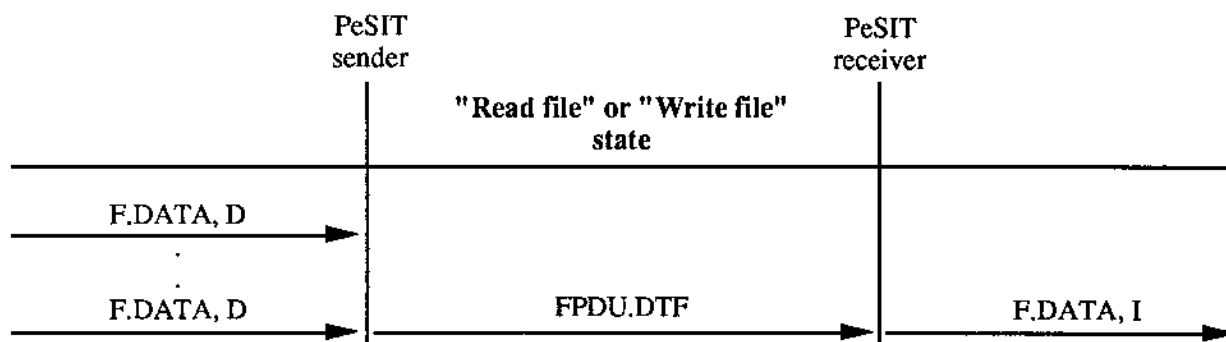 PeSIT
sender
PeSIT
receiver
"Read file" or "Write file"
state
F.DATA, D
.
.
F.DATA, D
FPDU.DTF
F.DATA, I